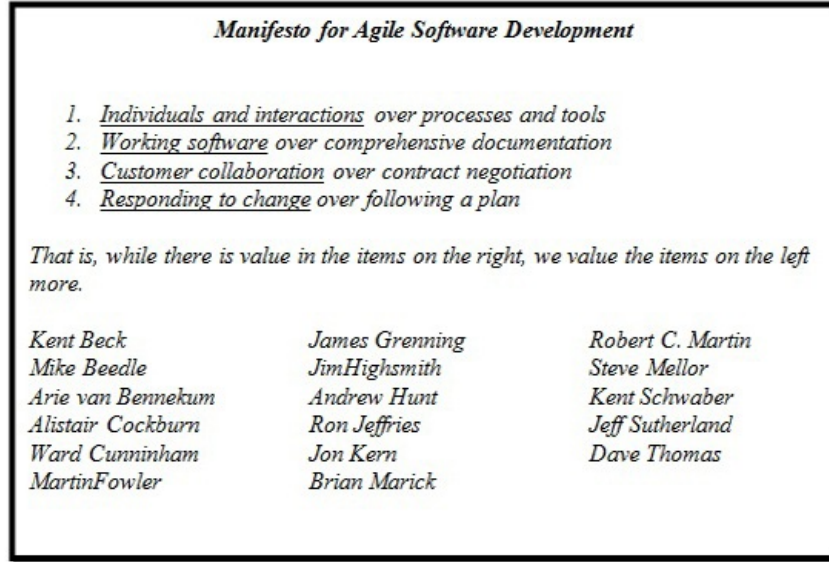 Manifesto for Agile Software Development
1. Individuals and interactions over processes and tools
2. Working software over comprehensive documentation
3. Customer collaboration over contract negotiation
4. Responding to change over following a plan
That is, while there is value in the items on the right, we value the items on the left
more.
Kent Beck James Grenning Robert C. Martin
Mike Beedle JimHighsmith Steve Mellor
Arie van Bennekum Andrew Hunt Kent Schwaber
Alistair Cockburn Ron Jeffries Jeff Sutherland
Ward Cunninham Jon Kern Dave Thomas
MartinFowler Brian Marick